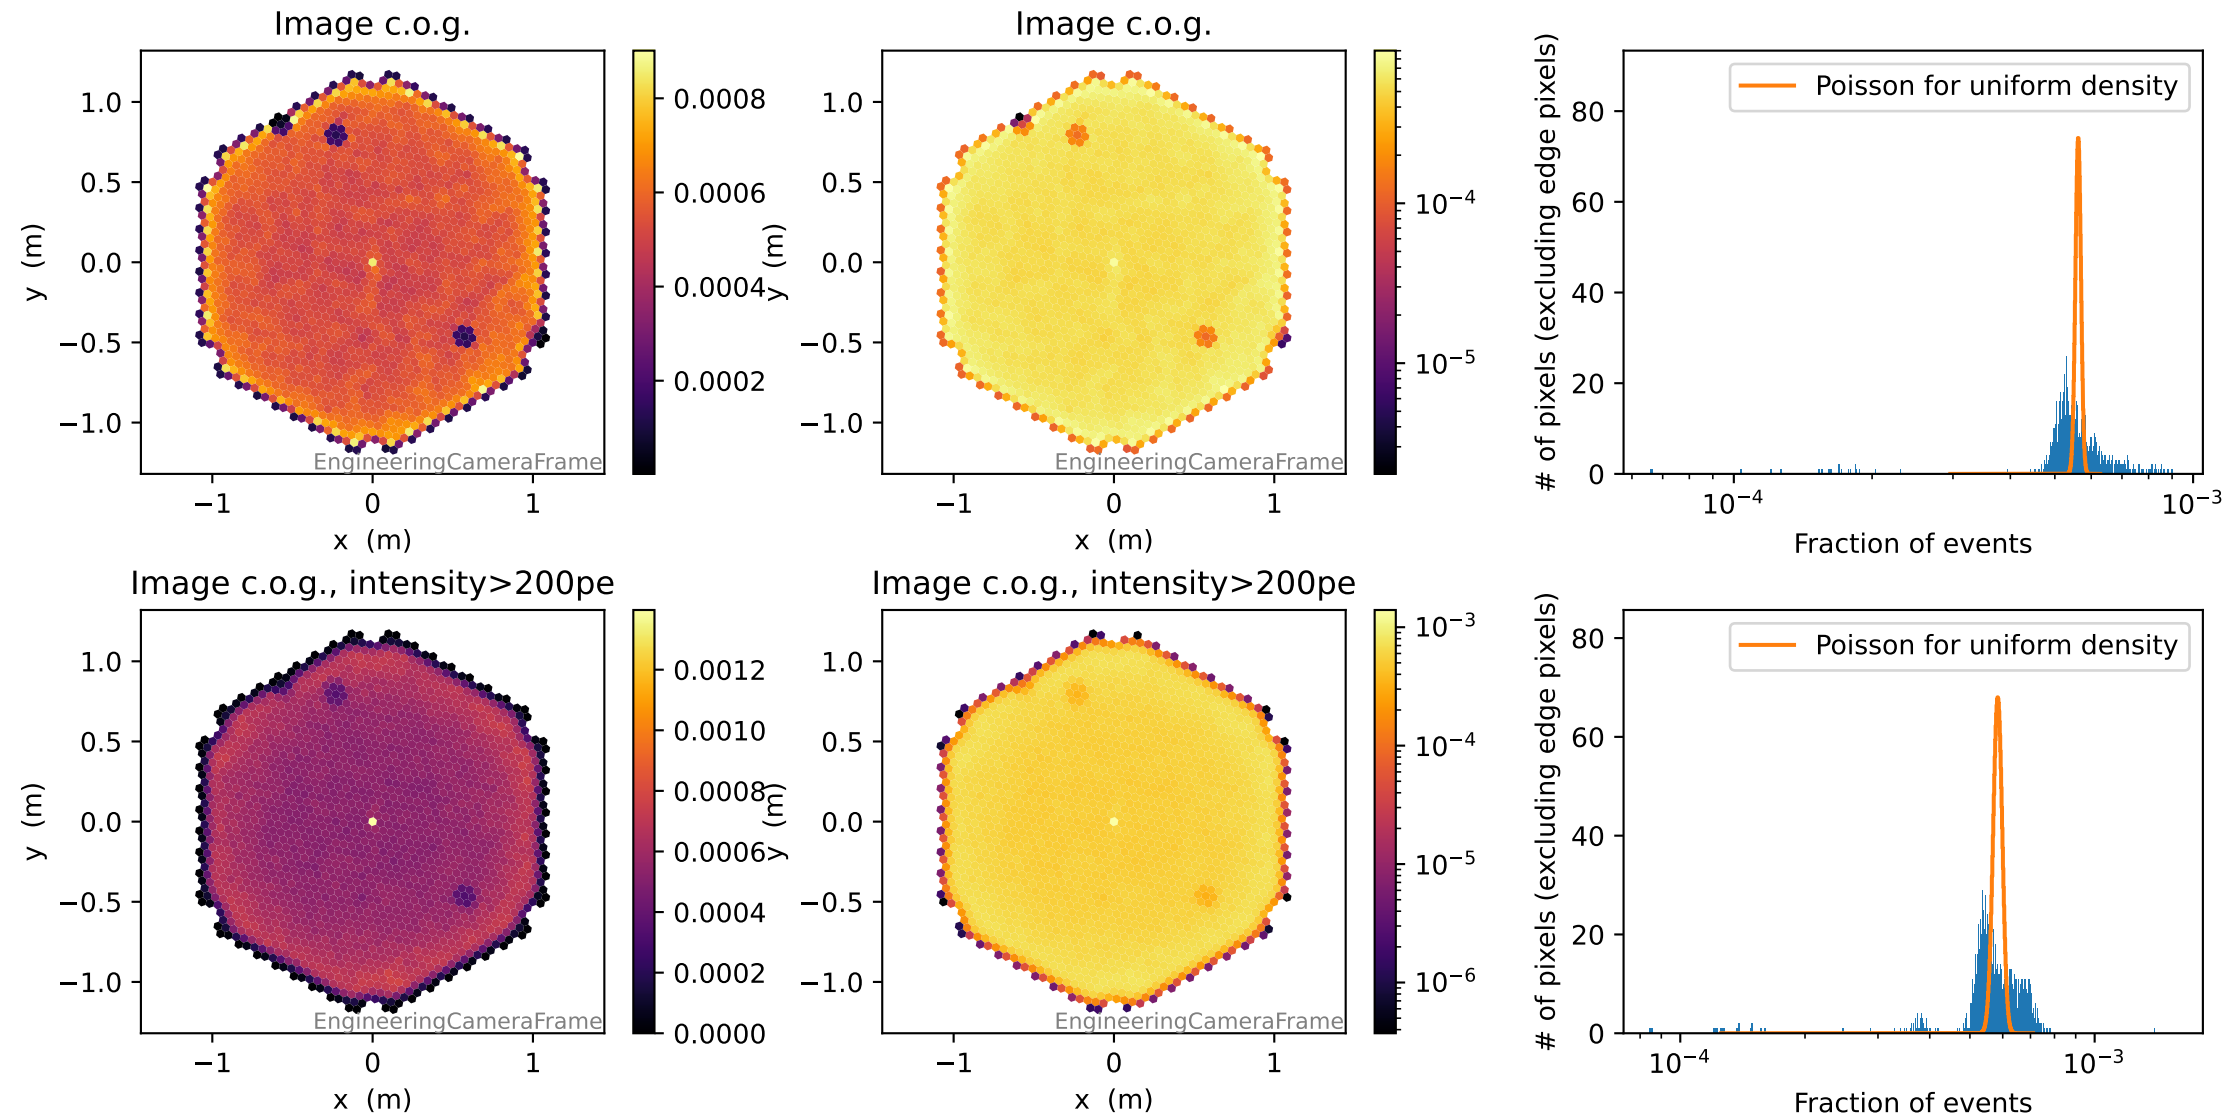 Image c.o.g.
1.0
0.5
0.0
−0.5
−1.0
y (m)
−1
0
1
x (m)
EngineeringCameraFrame
0.0008
0.0006
0.0004
0.0002
Image c.o.g.
1.0
0.5
0.0
−0.5
−1.0
y (m)
−1
0
1
x (m)
EngineeringCameraFrame
10⁻⁴
10⁻⁵
Poisson for uniform density
# of pixels (excluding edge pixels)
80
60
40
20
0
10⁻⁴
10⁻³
Fraction of events
Image c.o.g., intensity>200pe
1.0
0.5
0.0
−0.5
−1.0
y (m)
−1
0
1
x (m)
EngineeringCameraFrame
0.0012
0.0010
0.0008
0.0006
0.0004
0.0002
0.0000
Image c.o.g., intensity>200pe
1.0
0.5
0.0
−0.5
−1.0
y (m)
−1
0
1
x (m)
EngineeringCameraFrame
10⁻³
10⁻⁴
10⁻⁵
10⁻⁶
Poisson for uniform density
# of pixels (excluding edge pixels)
80
60
40
20
0
10⁻⁴
10⁻³
Fraction of events